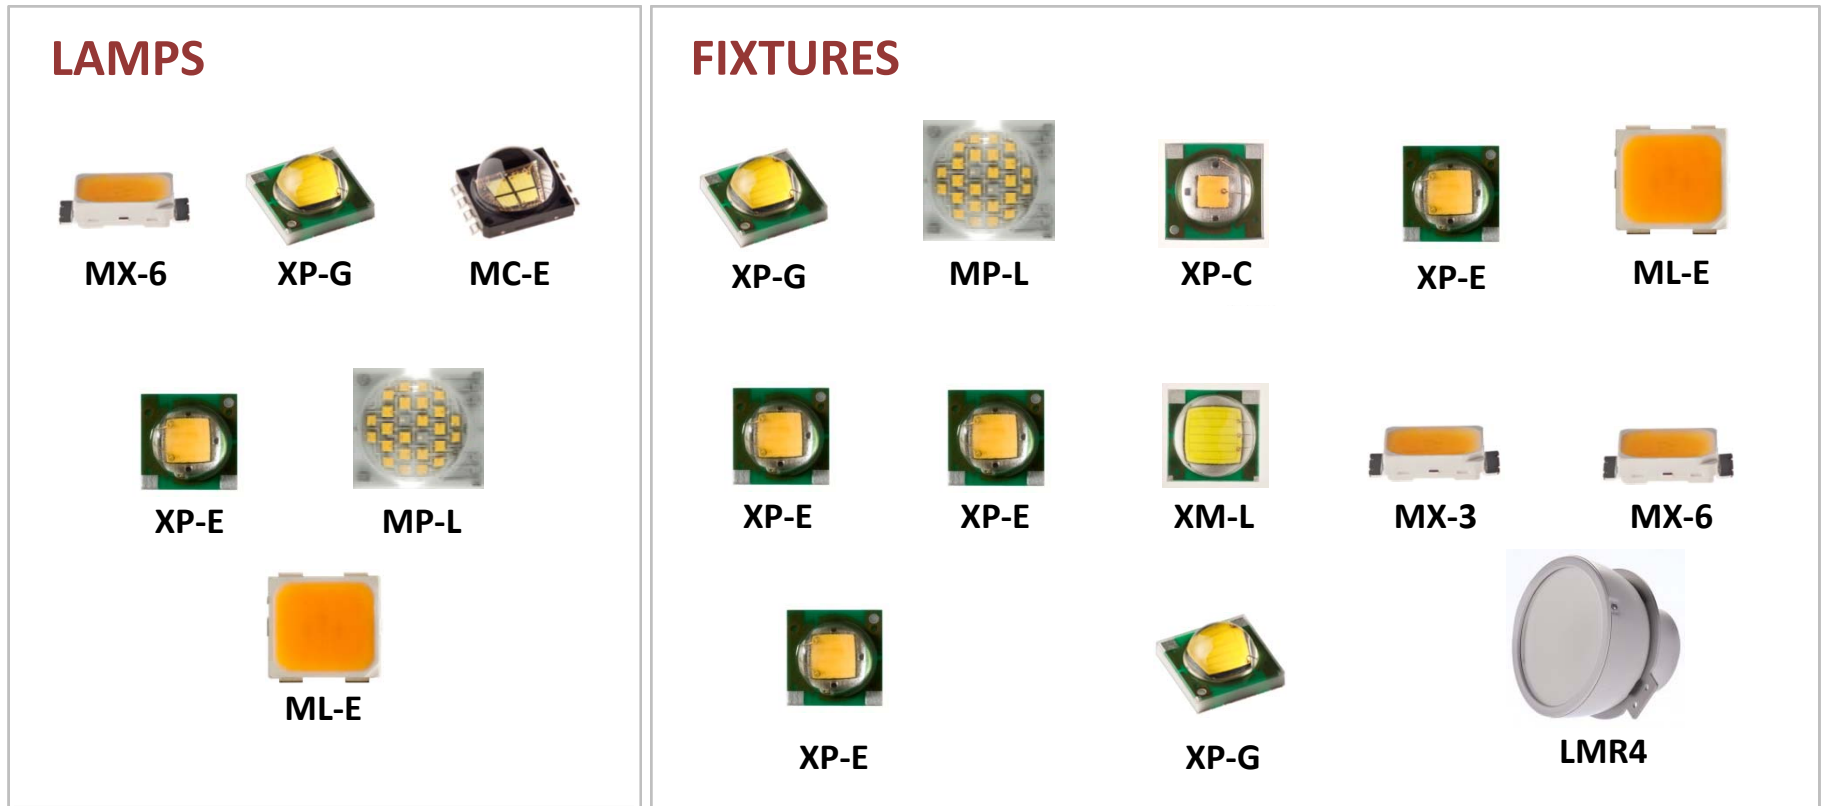 LAMPS
MX-6
XP-G
MC-E
XP-E
MP-L
ML-E
FIXTURES
XP-G
MP-L
XP-C
XP-E
ML-E
XP-E
XP-E
XM-L
MX-3
MX-6
XP-E
XP-G
LMR4